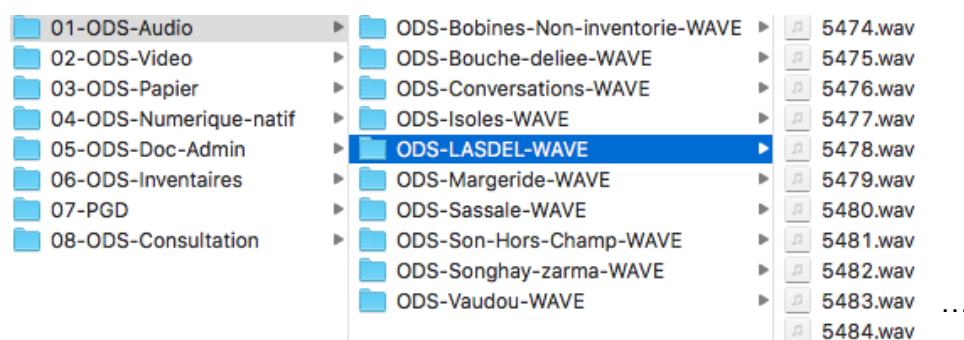 01-ODS-Audio
02-ODS-Video
03-ODS-Papier
04-ODS-Numerique-natif
05-ODS-Doc-Admin
06-ODS-Inventaires
07-PGD
08-ODS-Consultation
ODS-Bobines-Non-inventorie-WAVE
ODS-Bouche-deliee-WAVE
ODS-Conversations-WAVE
ODS-Isoles-WAVE
ODS-LASDEL-WAVE
ODS-Margeride-WAVE
ODS-Sassale-WAVE
ODS-Son-Hors-Champ-WAVE
ODS-Songhay-zarma-WAVE
ODS-Vaudou-WAVE
5474.wav
5475.wav
5476.wav
5477.wav
5478.wav
5479.wav
5480.wav
5481.wav
5482.wav
5483.wav
5484.wav
...